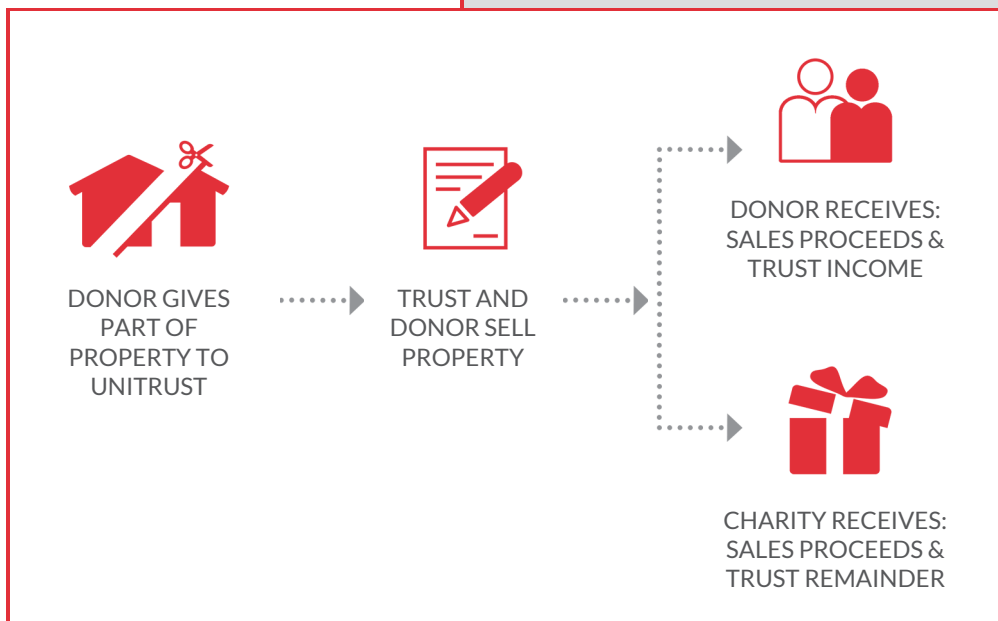 DONOR GIVES
PART OF
PROPERTY TO
UNITRUST
TRUST AND
DONOR SELL
PROPERTY
DONOR RECEIVES:
SALES PROCEEDS &
TRUST INCOME
CHARITY RECEIVES:
SALES PROCEEDS &
TRUST REMAINDER